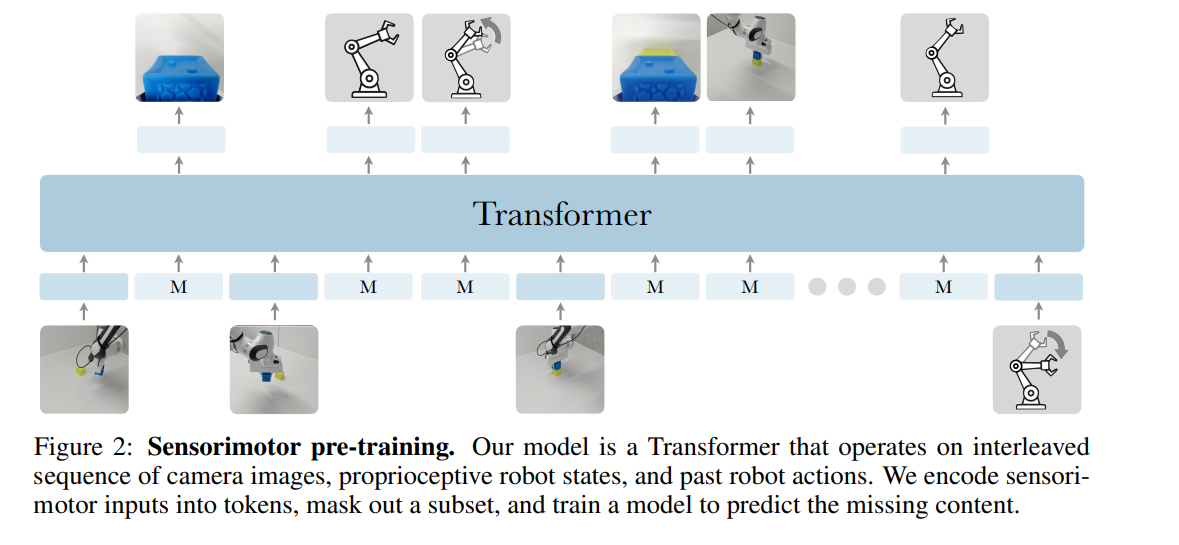 Transformer
M
M
M
M
M
M
Figure 2: Sensorimotor pre-training. Our model is a Transformer that operates on interleaved
sequence of camera images, proprioceptive robot states, and past robot actions. We encode sensori-
motor inputs into tokens, mask out a subset, and train a model to predict the missing content.